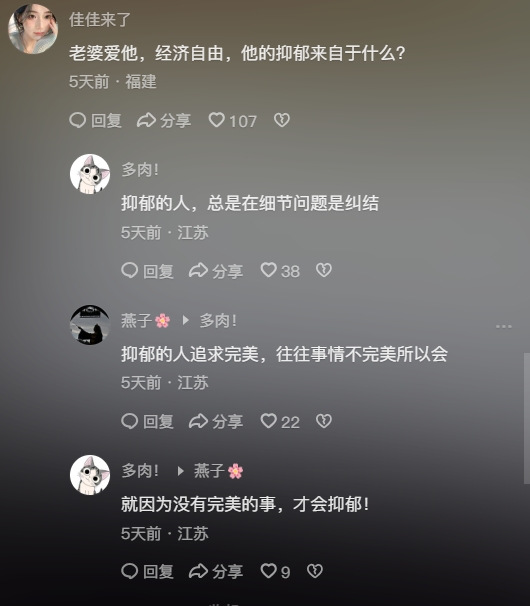 佳佳来了
老婆爱他，经济自由，他的抑郁来自于什么?
5天前 · 福建
回复 分享 107
多肉!
抑郁的人，总是在细节问题是纠结
5天前 · 江苏
回复 分享 38
燕子🌸 ▸ 多肉!
抑郁的人追求完美，往往事情不完美所以会
5天前 · 江苏
回复 分享 22
多肉! ▸ 燕子🌸
就因为没有完美的事，才会抑郁!
5天前 · 江苏
回复 分享 9